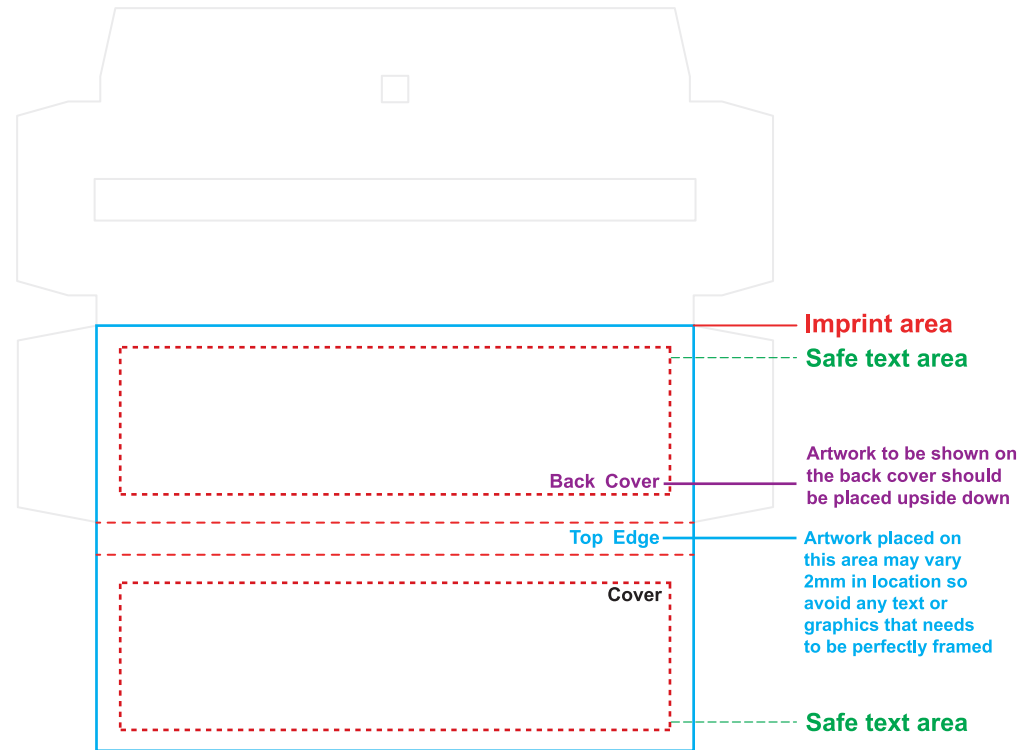 Imprint area
Safe text area
Back Cover
Artwork to be shown on
the back cover should
be placed upside down
Top Edge
Artwork placed on
this area may vary
2mm in location so
avoid any text or
graphics that needs
to be perfectly framed
Cover
Safe text area